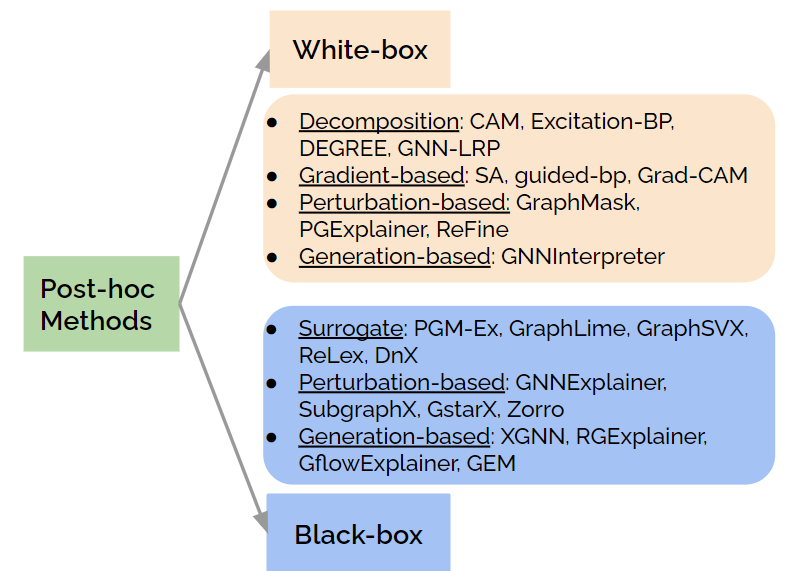 White-box
● Decomposition: CAM, Excitation-BP,
DEGREE, GNN-LRP
● Gradient-based: SA, guided-bp, Grad-CAM
● Perturbation-based: GraphMask,
PGExplainer, ReFine
● Generation-based: GNNInterpreter
Post-hoc
Methods
● Surrogate: PGM-Ex, GraphLime, GraphSVX,
ReLex, DnX
● Perturbation-based: GNNExplainer,
SubgraphX, GstarX, Zorro
● Generation-based: XGNN, RGExplainer,
GflowExplainer, GEM
Black-box